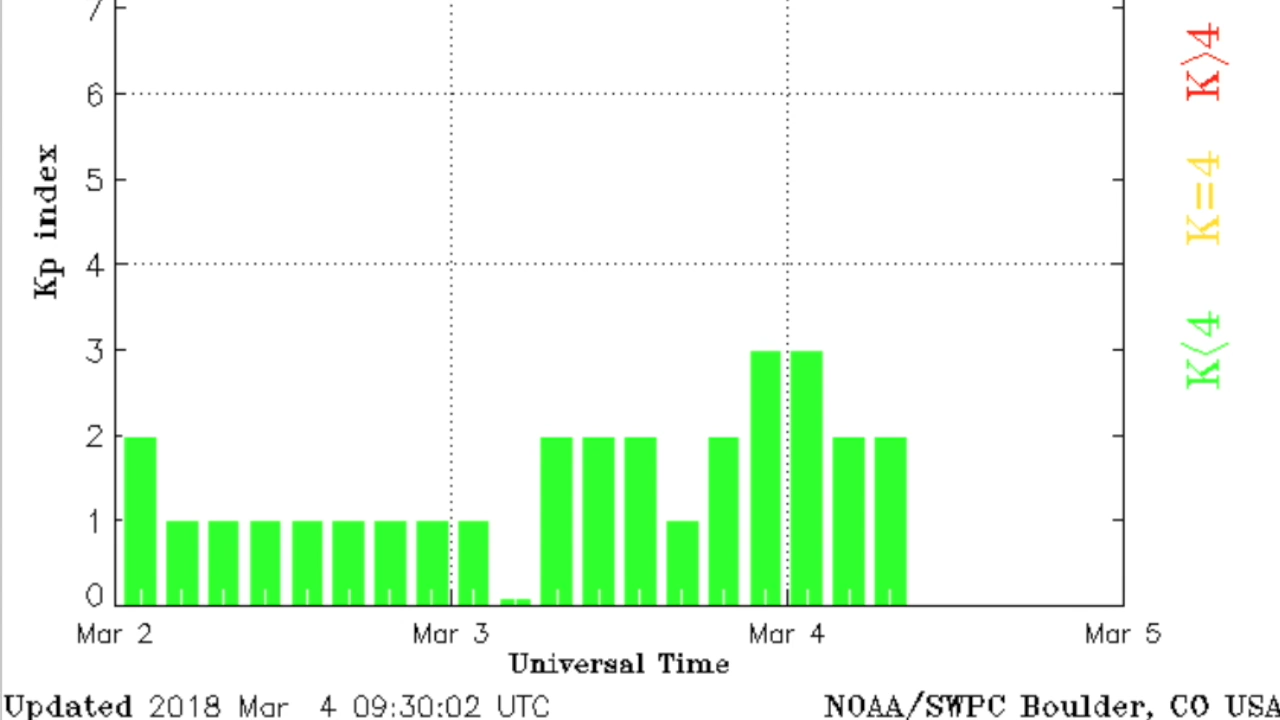 7
6
5
4
3
2
1
0
Kp index
K>4
K=4
K<4
Mar 2 Mar 3 Mar 4 Mar 5
Universal Time
Updated 2018 Mar 4 09:30:02 UTC NOAA/SWPC Boulder, CO USA